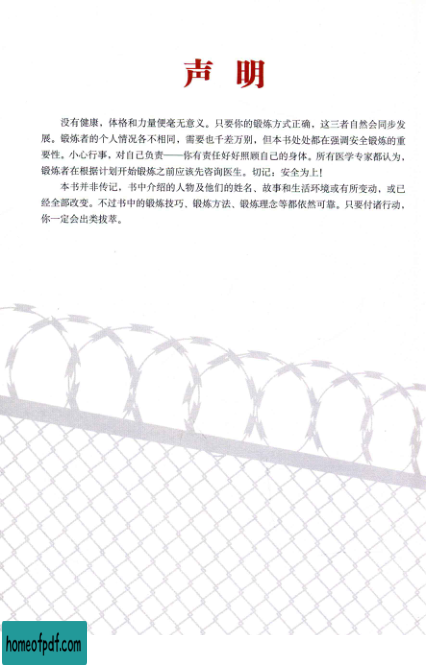 声 明
没有健康，体格和力量便毫无意义。只要你的锻炼方式正确，这三者自然会同步发
展。锻炼者的个人情况各不相同，需要也千差万别，但本书处处都在强调安全锻炼的重
要性。小心行事，对自己负责——你有责任好好照顾自己的身体。所有医学专家都认为，
锻炼者在根据计划开始锻炼之前应该先咨询医生。切记：安全为上！
本书并非传记，书中介绍的人物及他们的姓名、故事和生活环境或有所变动，或已
经全部改变。不过书中的锻炼技巧、锻炼方法、锻炼理念等都依然可靠。只要付诸行动，
你一定会出类拔萃。
homeofpdf.com